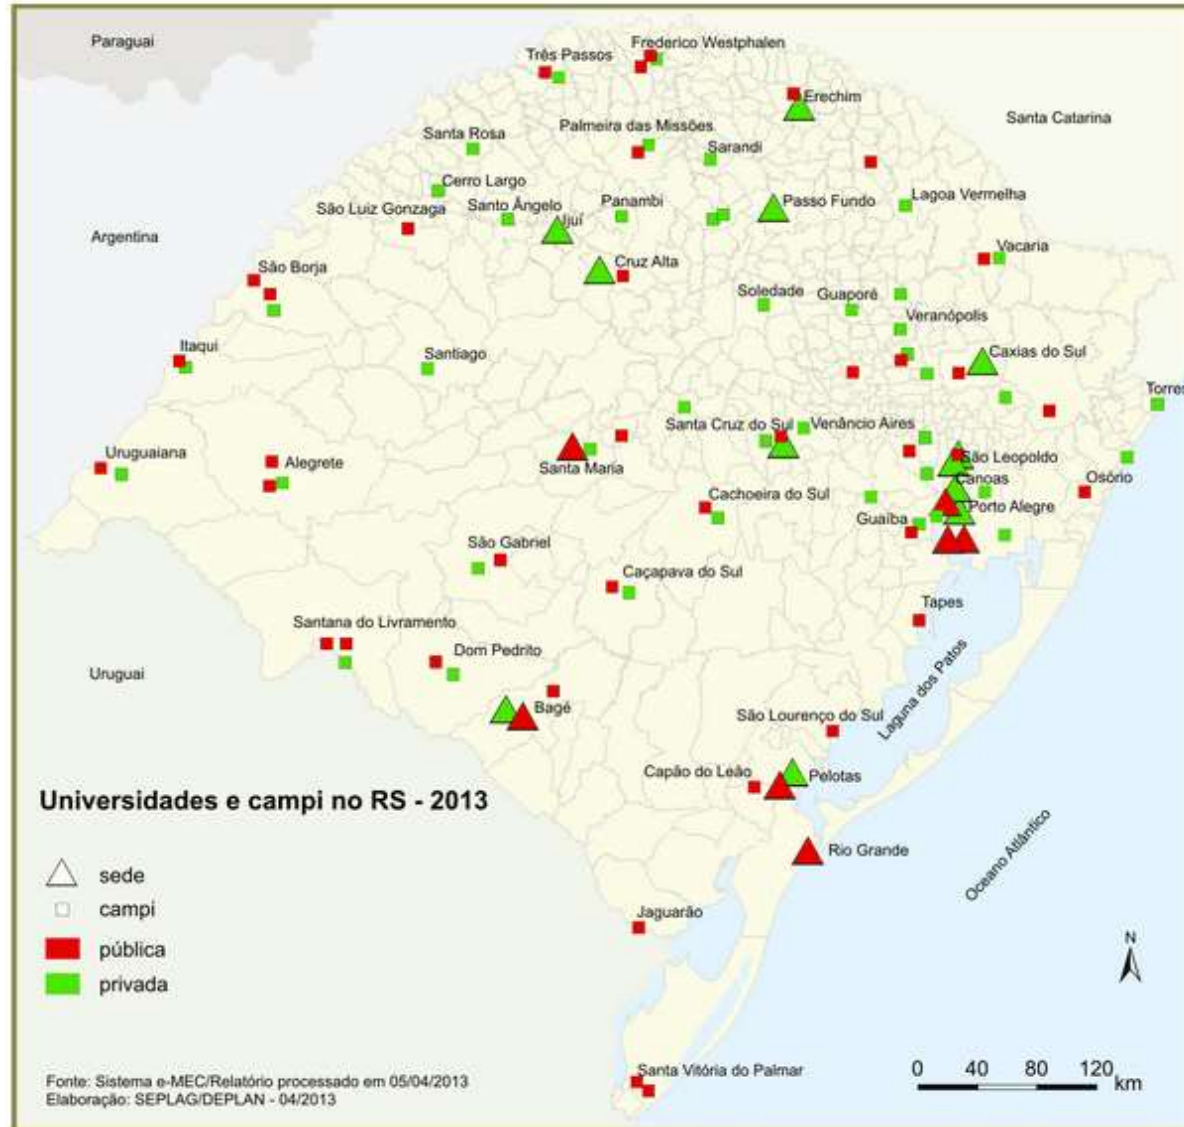 Paraguai
Frederico Westphalen
Três Passos
Erechim
Santa Catarina
Palmeira das Missões
Santa Rosa
Sarandi
Cerro Largo
Lagoa Vermelha
Passo Fundo
Panambi
Santo Ângelo
São Luiz Gonzaga
Ijuí
Argentina
Vacaria
Cruz Alta
São Borja
Soledade
Guaporé
Veranópolis
Itaqui
Santiago
Caxias do Sul
Torres
Santa Cruz do Sul
Venâncio Aires
Uruguaiana
Alegrete
Santa Maria
São Leopoldo
Canoas
Osório
Cachoeira do Sul
Porto Alegre
Guaíba
São Gabriel
Caçapava do Sul
Tapes
Santana do Livramento
Dom Pedrito
Uruguai
Laguna dos Patos
Bagé
São Lourenço do Sul
Capão do Leão
Pelotas
Universidades e campi no RS - 2013
Rio Grande
Oceano Atlântico
sede
campi
Jaguarão
pública
privada
N
Santa Vitória do Palmar
0 40 80 120
km
Fonte: Sistema e-MEC/Relatório processado em 05/04/2013
Elaboração: SEPLAG/DEPLAN - 04/2013